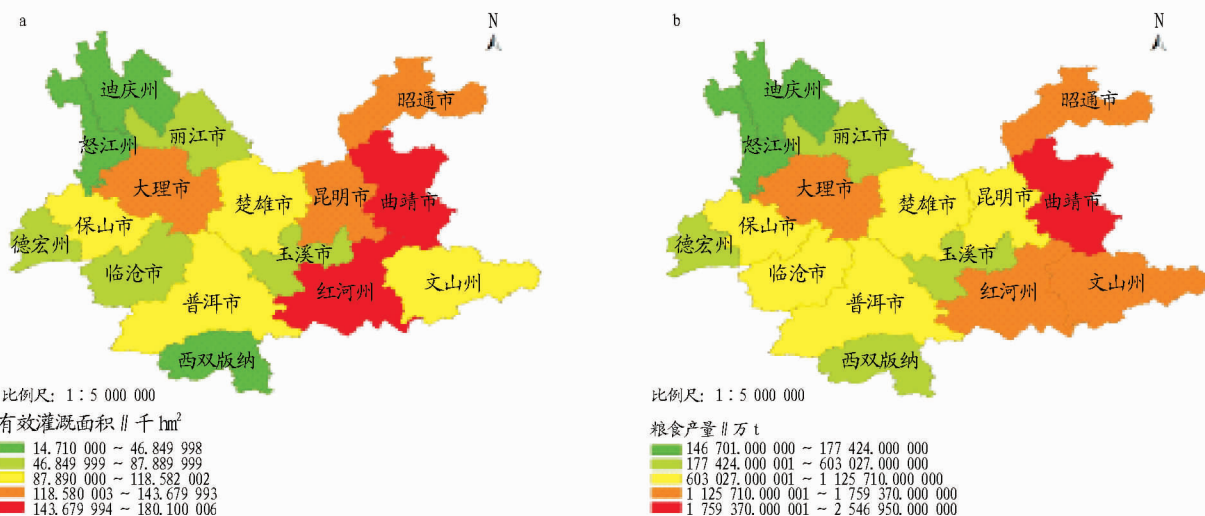 a
N
迪庆州
昭通市
丽江市
怒江州
大理市
楚雄市
昆明市
曲靖市
保山市
德宏州
玉溪市
临沧市
文山州
红河州
普洱市
西双版纳
比例尺: 1∶5 000 000
有效灌溉面积∥千 hm²
14.710 000 ~ 46.849 998
46.849 999 ~ 87.889 999
87.890 000 ~ 118.582 002
118.580 003 ~ 143.679 993
143.679 994 ~ 180.100 006
b
N
迪庆州
昭通市
丽江市
怒江州
大理市
楚雄市
昆明市
曲靖市
保山市
德宏州
玉溪市
临沧市
文山州
红河州
普洱市
西双版纳
比例尺: 1∶5 000 000
粮食产量∥万 t
146 701.000 000 ~ 177 424.000 000
177 424.000 001 ~ 603 027.000 000
603 027.000 001 ~ 1 125 710.000 000
1 125 710.000 001 ~ 1 759 370.000 000
1 759 370.000 001 ~ 2 546 950.000 000